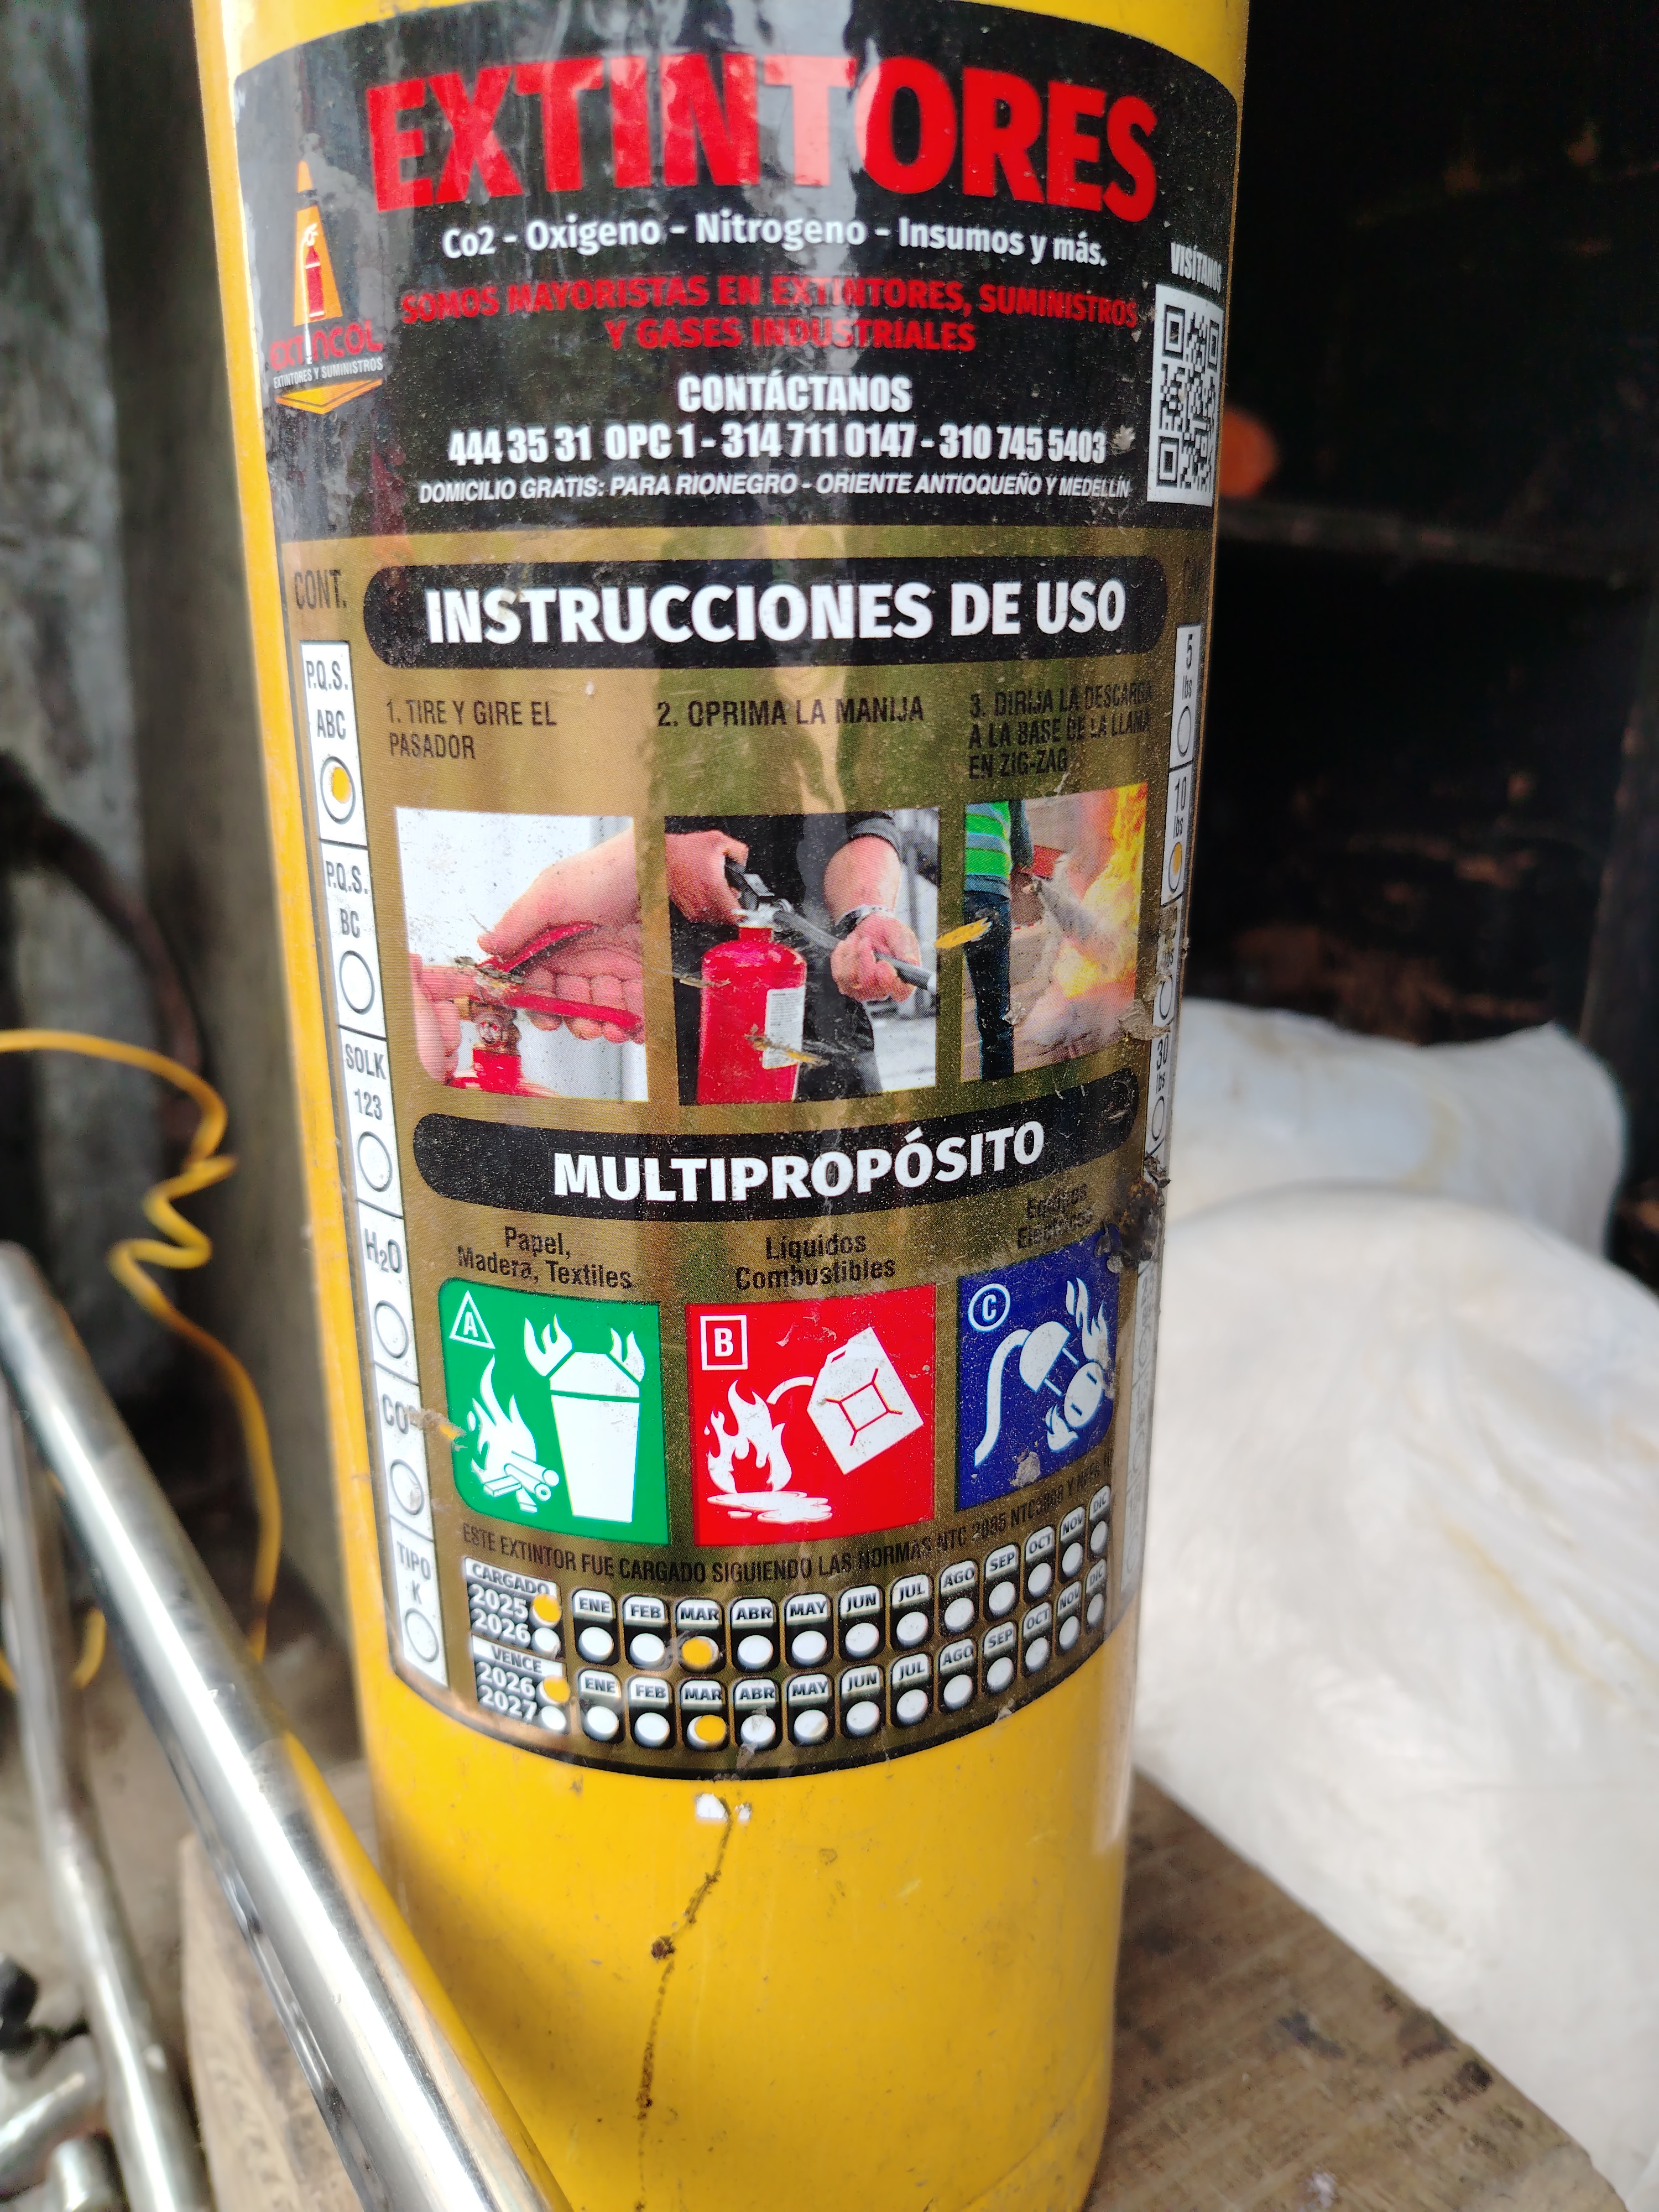 EXTINTORES
Co2 - Oxigeno - Nitrogeno - Insumos y más.
VISÍTANOS
SOMOS MAYORISTAS EN EXTINTORES, SUMINISTROS
Y GASES INDUSTRIALES
EXTINCOL
EXTINTORES Y SUMINISTROS
CONTÁCTANOS
444 35 31 OPC 1 - 314 711 0147 - 310 745 5403
DOMICILIO GRATIS: PARA RIONEGRO - ORIENTE ANTIOQUEÑO Y MEDELLÍN
CONT.
INSTRUCCIONES DE USO
P.Q.S.
ABC
P.Q.S.
BC
SOLK
123
H₂O
CO
TIPO
K
1. TIRE Y GIRE EL
PASADOR
2. OPRIMA LA MANIJA
3. DIRIJA LA DESCARGA
A LA BASE DE LA LLAMA
EN ZIG-ZAG
5
lbs
10
lbs
lbs
30
lbs
MULTIPROPÓSITO
Papel,
Madera, Textiles
Líquidos
Combustibles
Equipos
Eléctricos
A
B
C
ESTE EXTINTOR FUE CARGADO SIGUIENDO LAS NORMAS NTC 2885 NTC3808 Y
CARGADO
2025
2026
ENE FEB MAR ABR MAY JUN JUL AGO SEP OCT NOV DIC
VENCE
2026
2027
ENE FEB MAR ABR MAY JUN JUL AGO SEP OCT NOV DIC